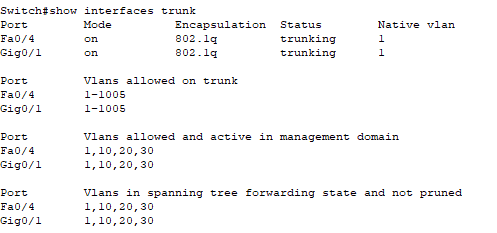 Switch#show interfaces trunk
Port        Mode         Encapsulation  Status        Native vlan
Fa0/4       on           802.1q         trunking      1
Gig0/1      on           802.1q         trunking      1

Port        Vlans allowed on trunk
Fa0/4       1-1005
Gig0/1      1-1005

Port        Vlans allowed and active in management domain
Fa0/4       1,10,20,30
Gig0/1      1,10,20,30

Port        Vlans in spanning tree forwarding state and not pruned
Fa0/4       1,10,20,30
Gig0/1      1,10,20,30